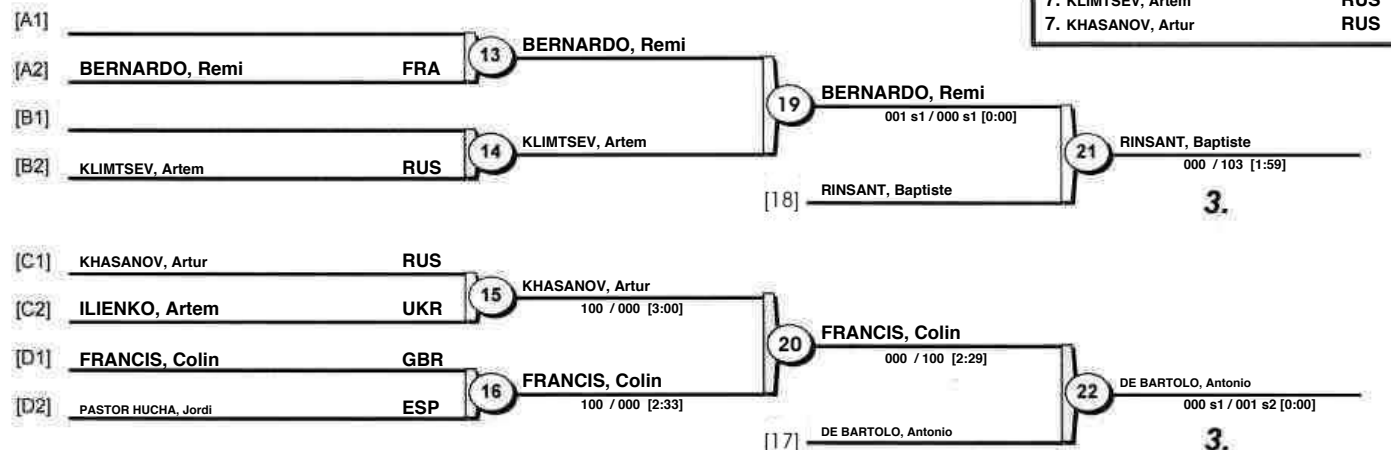 7. KLIMTSEV, Artem RUS
7. KHASANOV, Artur RUS
[A1]
13 BERNARDO, Remi
[A2] BERNARDO, Remi FRA
19 BERNARDO, Remi
001 s1 / 000 s1 [0:00]
[B1]
14 KLIMTSEV, Artem
21 RINSANT, Baptiste
000 / 103 [1:59]
[B2] KLIMTSEV, Artem RUS
[18] RINSANT, Baptiste
3.
[C1] KHASANOV, Artur RUS
15 KHASANOV, Artur
100 / 000 [3:00]
[C2] ILIENKO, Artem UKR
20 FRANCIS, Colin
000 / 100 [2:29]
[D1] FRANCIS, Colin GBR
16 FRANCIS, Colin
100 / 000 [2:33]
22 DE BARTOLO, Antonio
000 s1 / 001 s2 [0:00]
[D2] PASTOR HUCHA, Jordi ESP
[17] DE BARTOLO, Antonio
3.